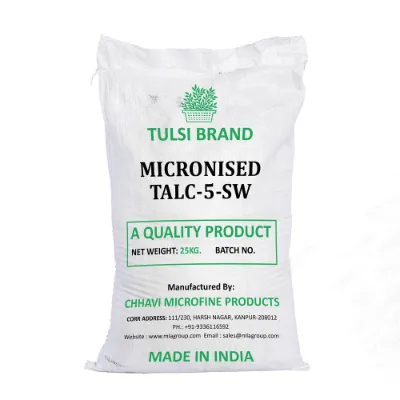 TULSI BRAND
MICRONISED
TALC-5-SW
A QUALITY PRODUCT
NET WEIGHT: 25KG. BATCH NO.
Manufactured By:
CHHAVI MICROFINE PRODUCTS
CORR ADDRESS: 111/230, HARSH NAGAR, KANPUR-208012
PH.: +91-9336116592
Website : www.mlagroup.com Email : sales@mlagroup.com
MADE IN INDIA